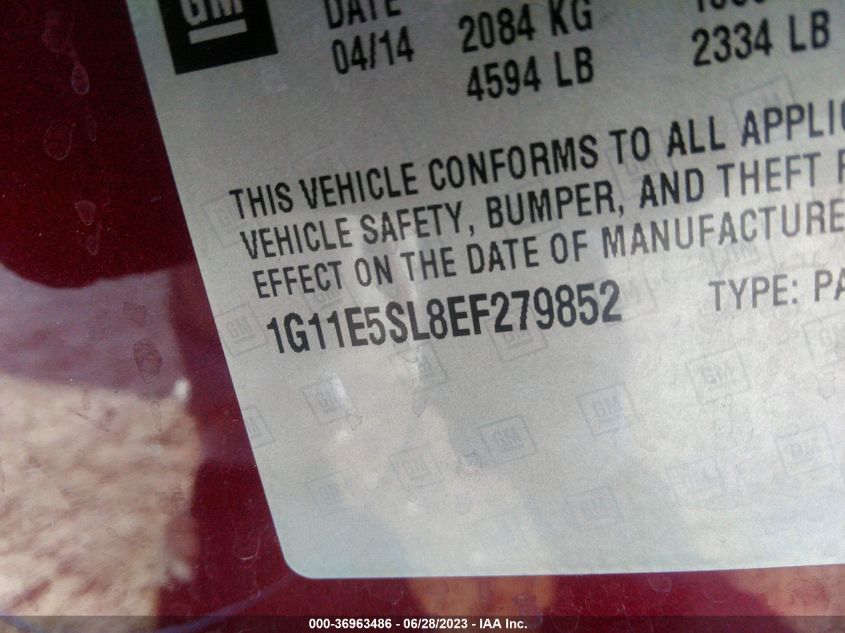 GM
DATE
04/14
2084 KG
4594 LB
2334 LB
THIS VEHICLE CONFORMS TO ALL APPLIC
VEHICLE SAFETY, BUMPER, AND THEFT
EFFECT ON THE DATE OF MANUFACTURE
1G11E5SL8EF279852 TYPE: PA
000-36963486 - 06/28/2023 - IAA Inc.